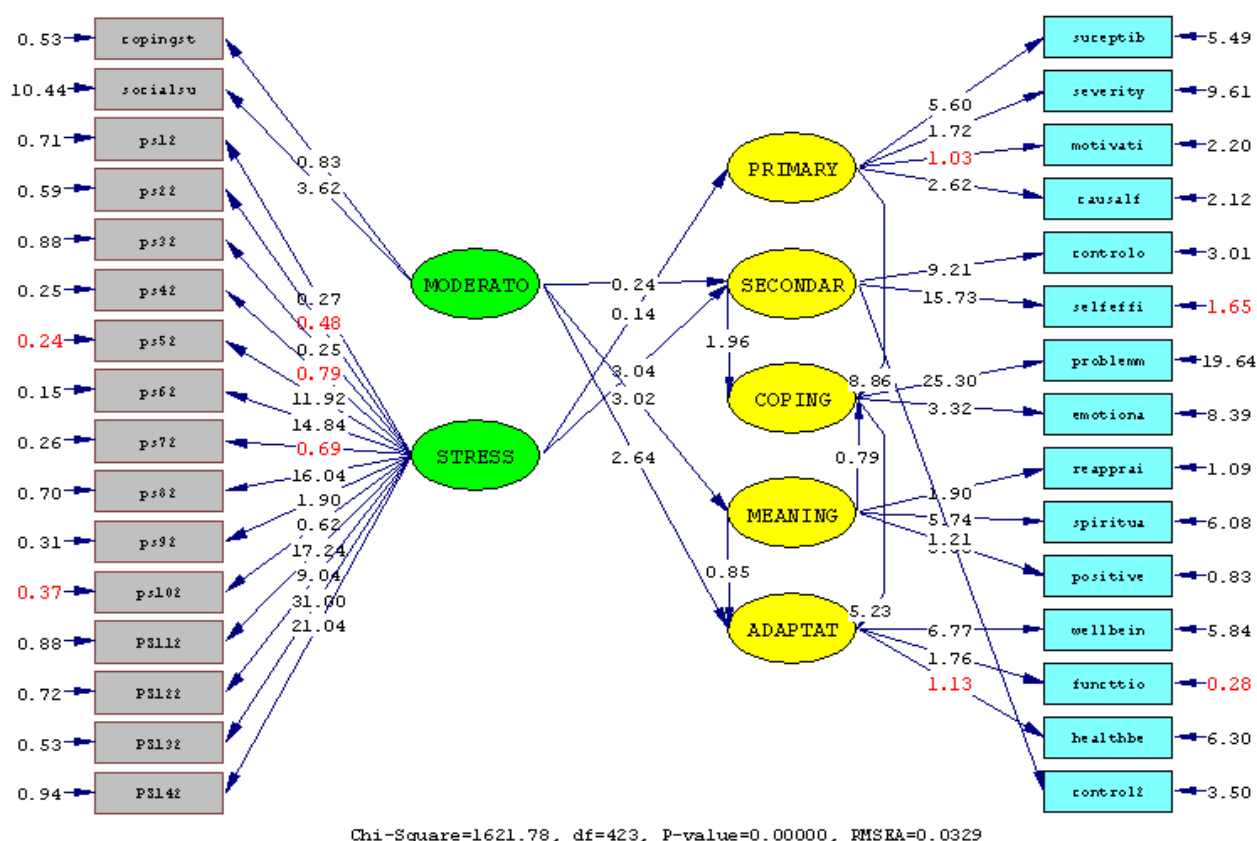 0.53 copingst
10.44 socialsu
0.71 ps12
0.59 ps22
0.88 ps32
0.25 ps42
0.24 ps52
0.15 ps62
0.26 ps72
0.70 ps82
0.31 ps92
0.37 ps102
0.88 PS112
0.72 PS122
0.53 PS132
0.94 PS142
0.83
3.62
0.27
0.48
0.25
0.79
11.92
14.84
0.69
16.04
1.90
0.62
17.24
9.04
31.00
21.04
MODERATO
STRESS
0.24
0.14
3.04
3.02
2.64
PRIMARY
SECONDAR
1.96
COPING
8.86
0.79
MEANING
0.85
ADAPTAT
5.23
5.60
1.72
1.03
2.62
9.21
15.73
25.30
3.32
1.90
5.74
1.21
6.77
1.76
1.13
suceptib 5.49
severity 9.61
motivati 2.20
causalf 2.12
controlo 3.01
selfeffi 1.65
problemm 19.64
emotiona 8.39
reapprai 1.09
spiritua 6.08
positive 0.83
wellbein 5.84
functtio 0.28
healthbe 6.30
control2 3.50
Chi-Square=1621.78, df=423, P-value=0.00000, RMSEA=0.0329